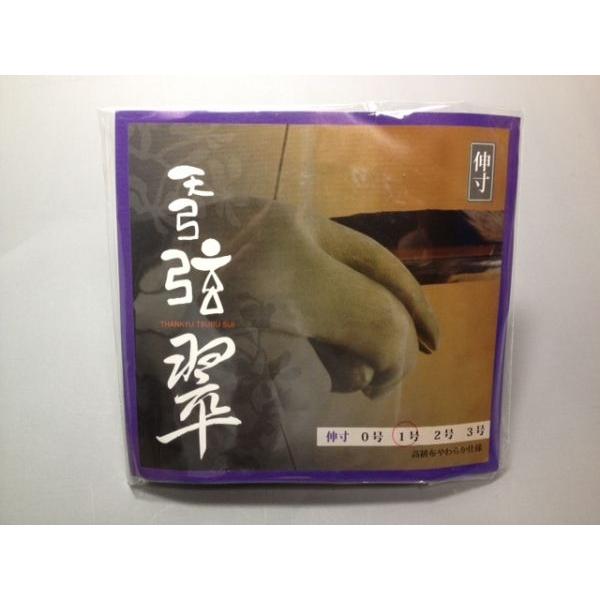 伸寸
天弓
弦
THANKYU TSURU SUI
翠
伸寸 0号 1号 2号 3号
高級布やわらか仕様